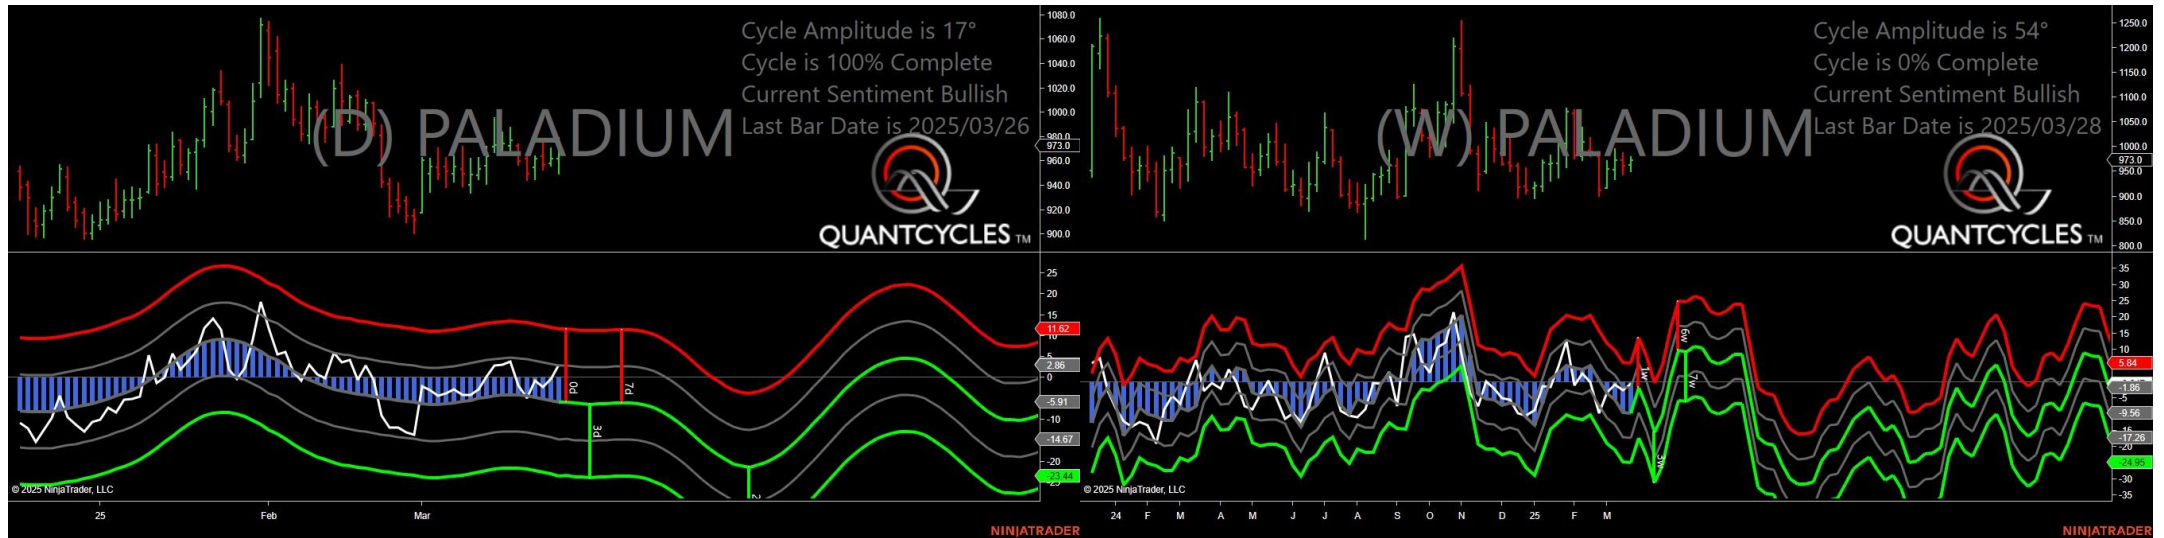 Cycle Amplitude is 17°
Cycle is 100% Complete
Current Sentiment Bullish
Last Bar Date is 2025/03/26
(D) PALADIUM
QUANTCYCLES TM
1080.0
1060.0
1040.0
1020.0
1000.0
980.0
973.0
960.0
940.0
920.0
900.0
25
20
15
11.62
10
5
2.86
0
-5.91
-10
-14.67
-20
-23.44
0d
7d
3d
© 2025 NinjaTrader, LLC
25 Feb Mar
NINJATRADER
Cycle Amplitude is 54°
Cycle is 0% Complete
Current Sentiment Bullish
Last Bar Date is 2025/03/28
(W) PALADIUM
QUANTCYCLES TM
1250.0
1200.0
1150.0
1100.0
1050.0
1000.0
973.0
950.0
900.0
850.0
800.0
35
30
25
20
15
10
5.84
-1.86
-5
-9.56
-15
-17.26
-20
-24.95
-30
-35
1w
6w
7w
3w
© 2025 NinjaTrader, LLC
24 F M A M J J A S O N D 25 F M
NINJATRADER